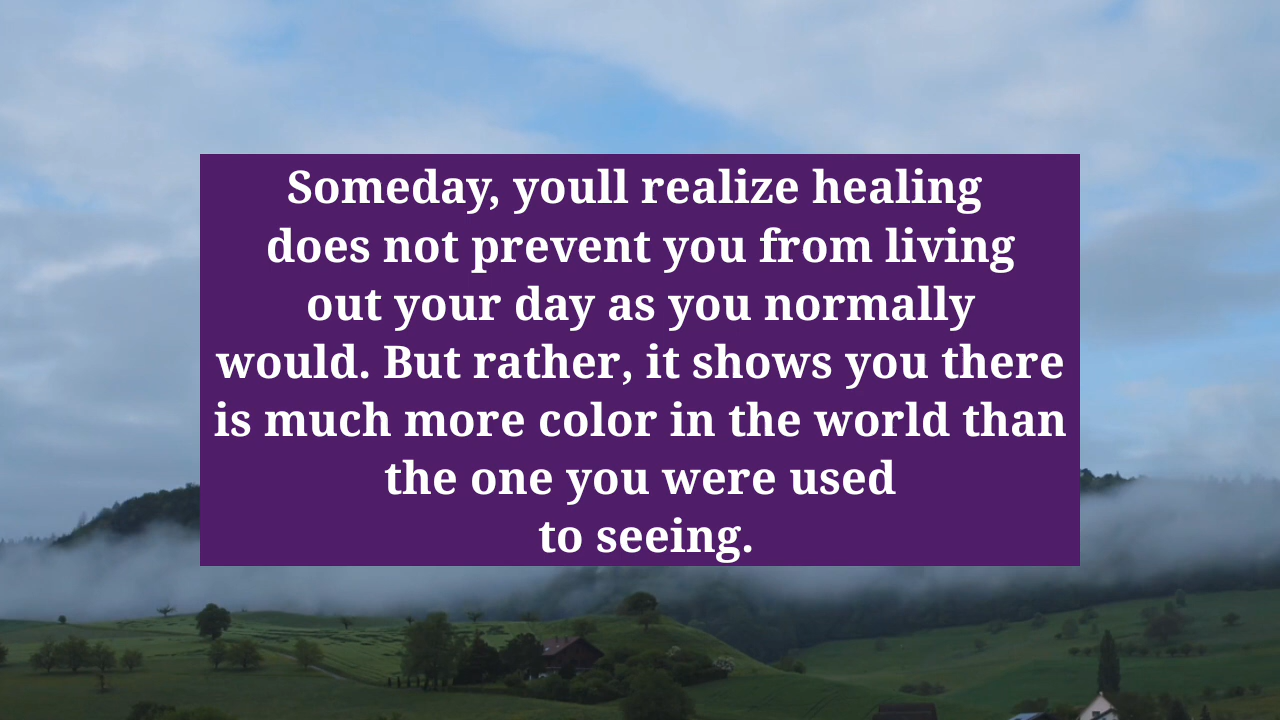 Someday, youll realize healing
does not prevent you from living
out your day as you normally
would. But rather, it shows you there
is much more color in the world than
the one you were used
to seeing.